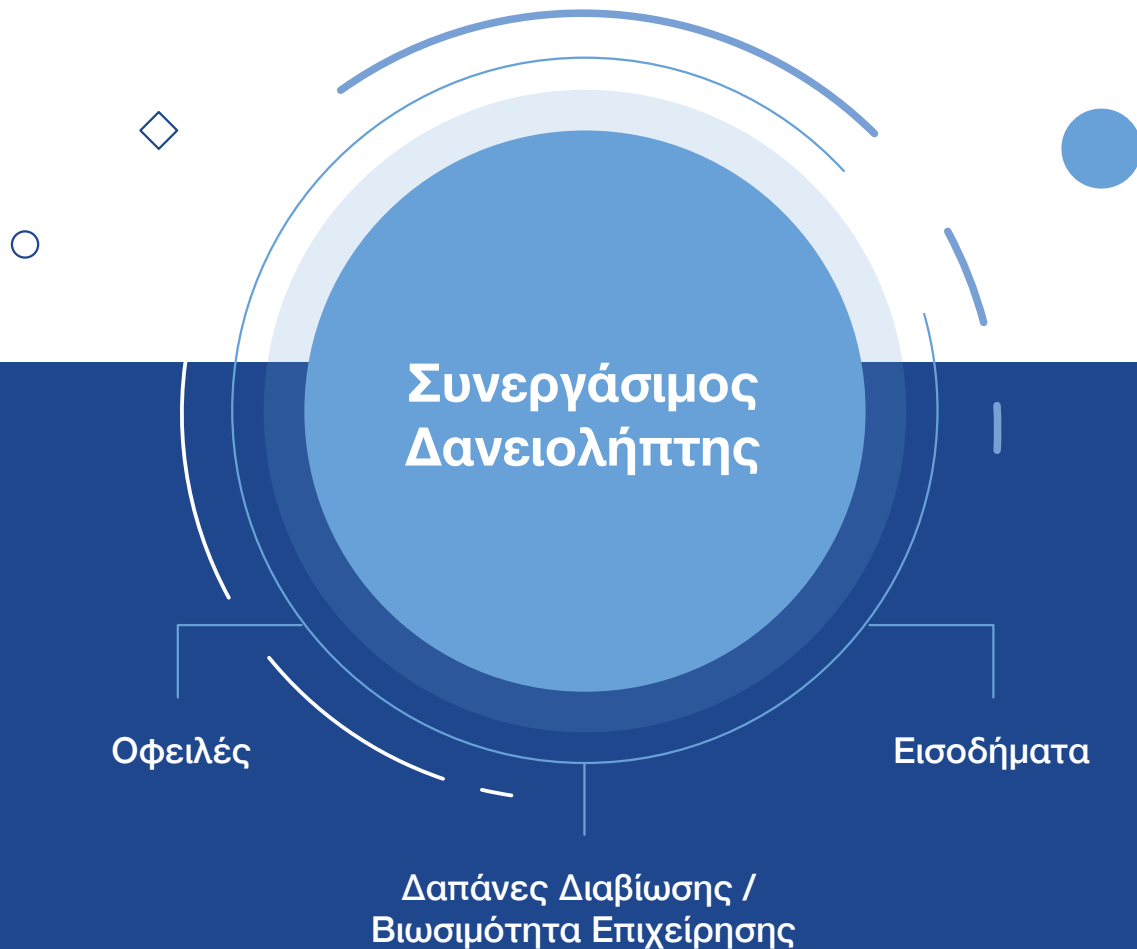 Συνεργάσιμος
Δανειολήπτης
Οφειλές
Εισοδήματα
Δαπάνες Διαβίωσης /
Βιωσιμότητα Επιχείρησης